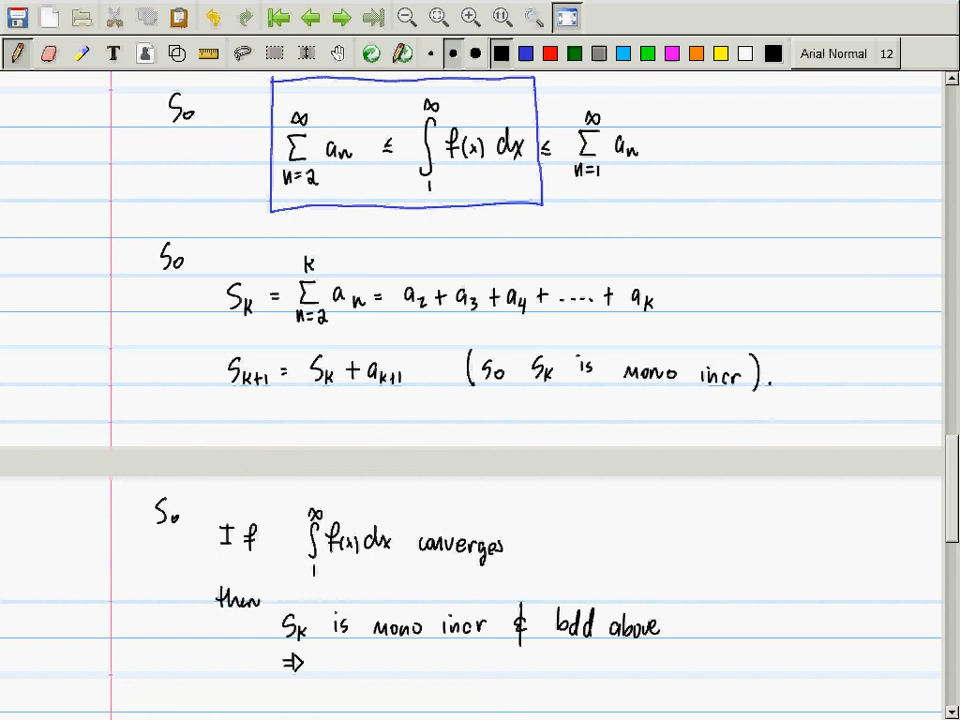 Arial Normal 12
So
∞ ∑ n=2 an ≤ ∞ ∫ 1 f(x) dx ≤ ∞ ∑ n=1 an
So
Sk = k ∑ n=2 an = a2 + a3 + a4 + .... + ak
Sk+1 = Sk + ak+1 (So Sk is mono incr).
So
If ∞ ∫ 1 f(x) dx converges
then
Sk is mono incr & bdd above
⇒